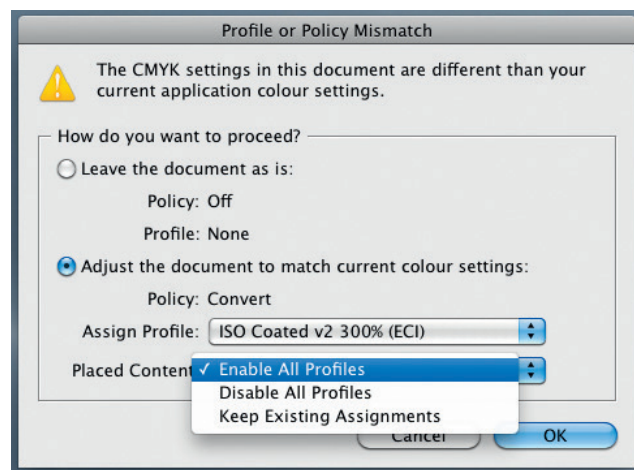 Profile or Policy Mismatch
The CMYK settings in this document are different than your
current application colour settings.
How do you want to proceed?
Leave the document as is:
Policy: Off
Profile: None
Adjust the document to match current colour settings:
Policy: Convert
Assign Profile: ISO Coated v2 300% (ECI)
Placed Content ✓ Enable All Profiles
Disable All Profiles
Keep Existing Assignments
Cancel OK